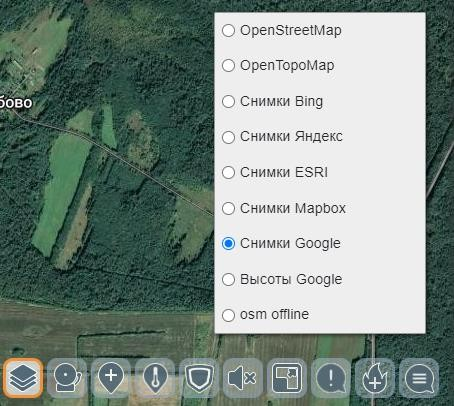 OpenStreetMap
OpenTopoMap
бово
Снимки Bing
Снимки Яндекс
Снимки ESRI
Снимки Mapbox
Снимки Google
Высоты Google
osm offline